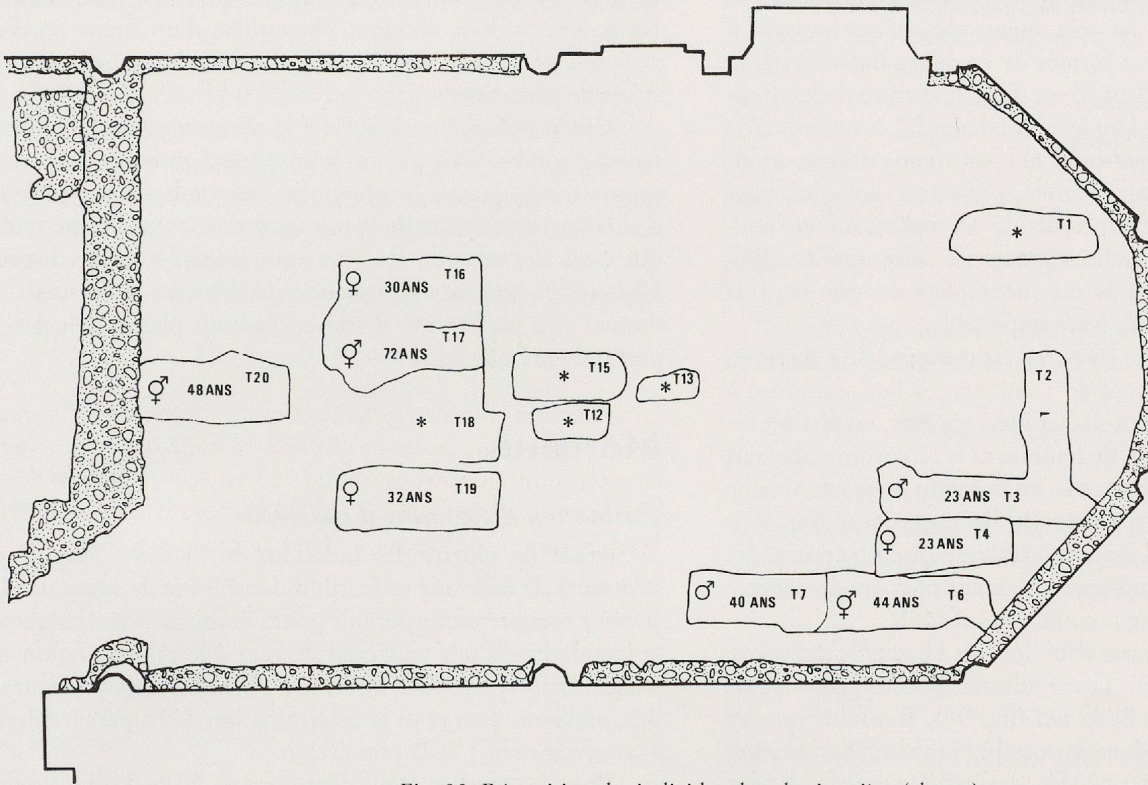 T1
T16
30 ANS
T17
72 ANS
T15
T13
T2
T20
48 ANS
T18
T12
T19
32 ANS
23 ANS T3
23 ANS T4
40 ANS T7
44 ANS T6